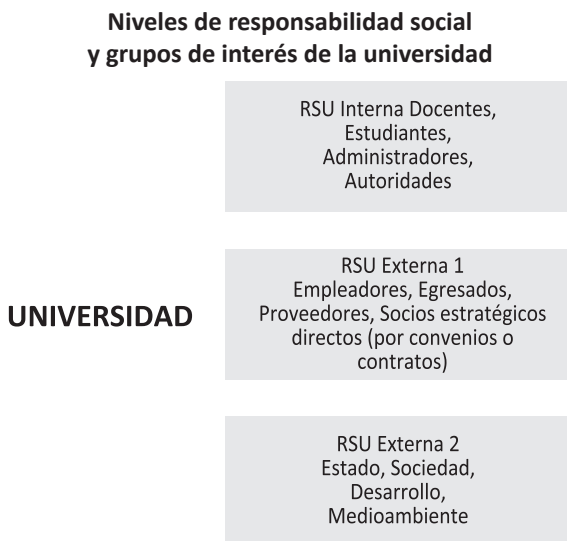 Niveles de responsabilidad social
y grupos de interés de la universidad
RSU Interna Docentes,
Estudiantes,
Administradores,
Autoridades
UNIVERSIDAD
RSU Externa 1
Empleadores, Egresados,
Proveedores, Socios estratégicos
directos (por convenios o
contratos)
RSU Externa 2
Estado, Sociedad,
Desarrollo,
Medioambiente